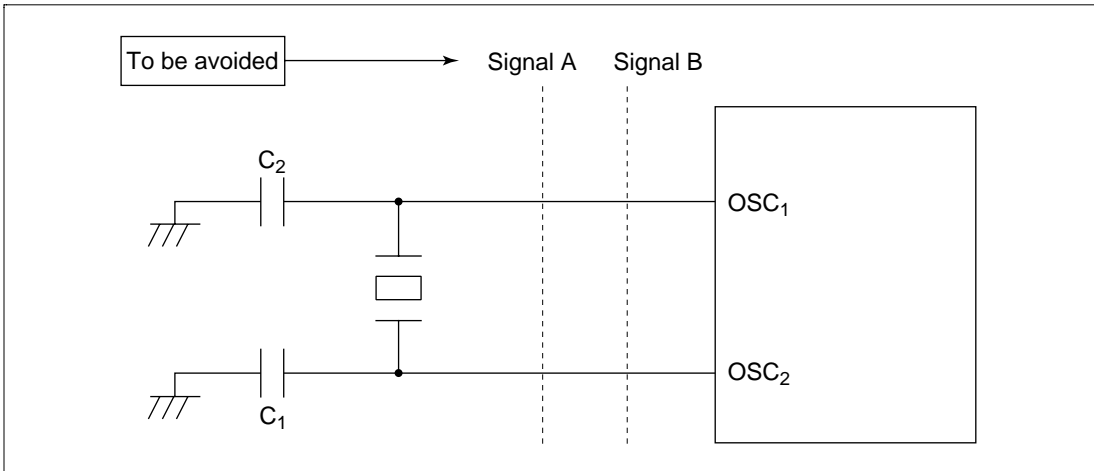 To be avoided
Signal A
Signal B
C2
OSC1
OSC2
C1